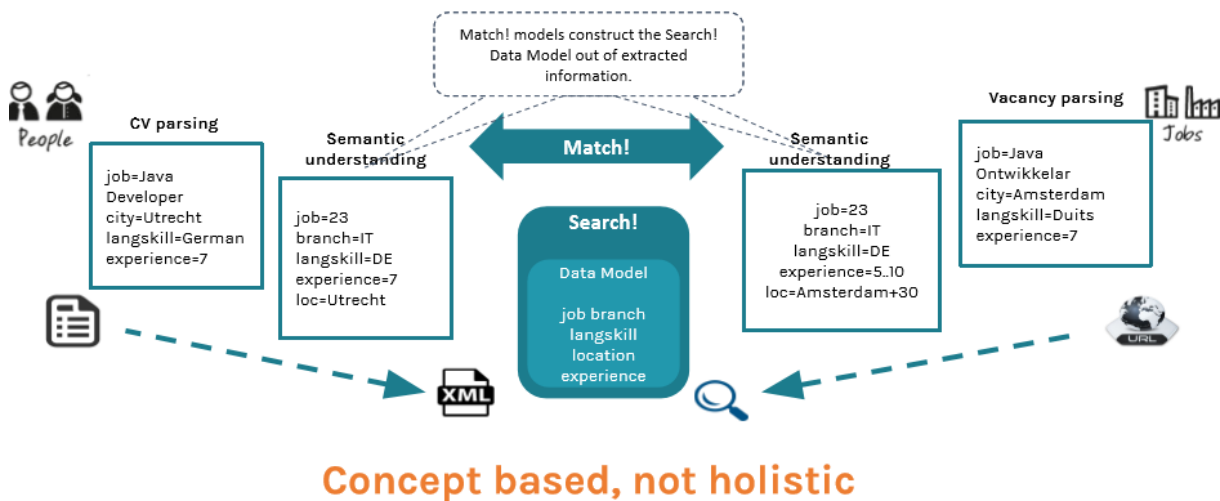 Match! models construct the Search!
Data Model out of extracted
information.
People
CV parsing
job=Java
Developer
city=Utrecht
langskill=German
experience=7
Semantic
understanding
job=23
branch=IT
langskill=DE
experience=7
loc=Utrecht
Match!
Search!
Data Model
job branch
langskill
location
experience
Semantic
understanding
job=23
branch=IT
langskill=DE
experience=5..10
loc=Amsterdam+30
Vacancy parsing
job=Java
Ontwikkelar
city=Amsterdam
langskill=Duits
experience=7
Jobs
XML
URL
Concept based, not holistic